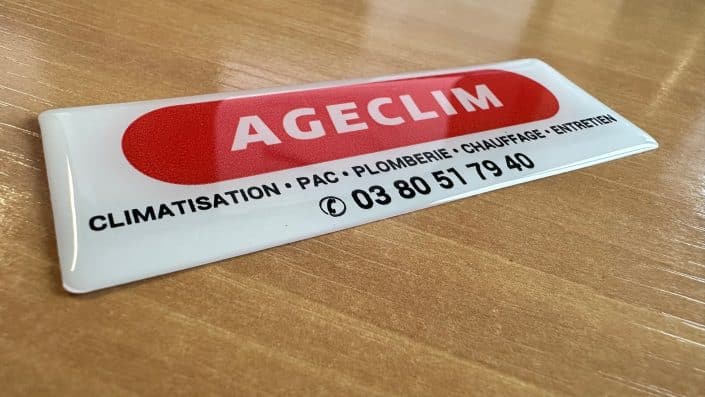 AGECLIM
CLIMATISATION • PAC • PLOMBERIE • CHAUFFAGE • ENTRETIEN
✆ 03 80 51 79 40